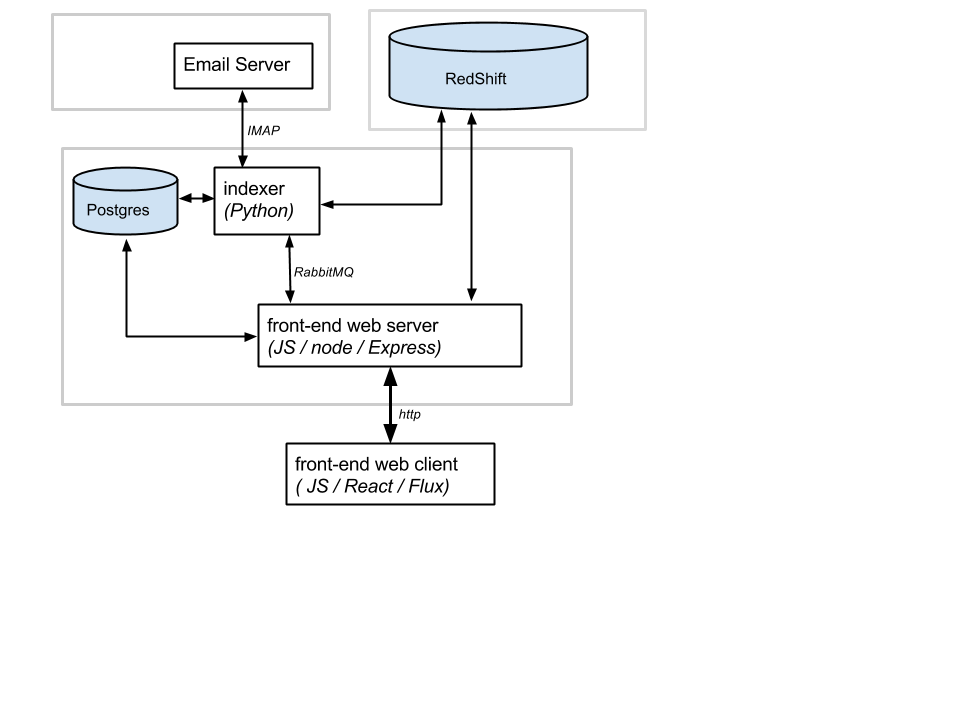 Email Server
RedShift
IMAP
indexer
(Python)
Postgres
RabbitMQ
front-end web server
(JS / node / Express)
http
front-end web client
( JS / React / Flux)